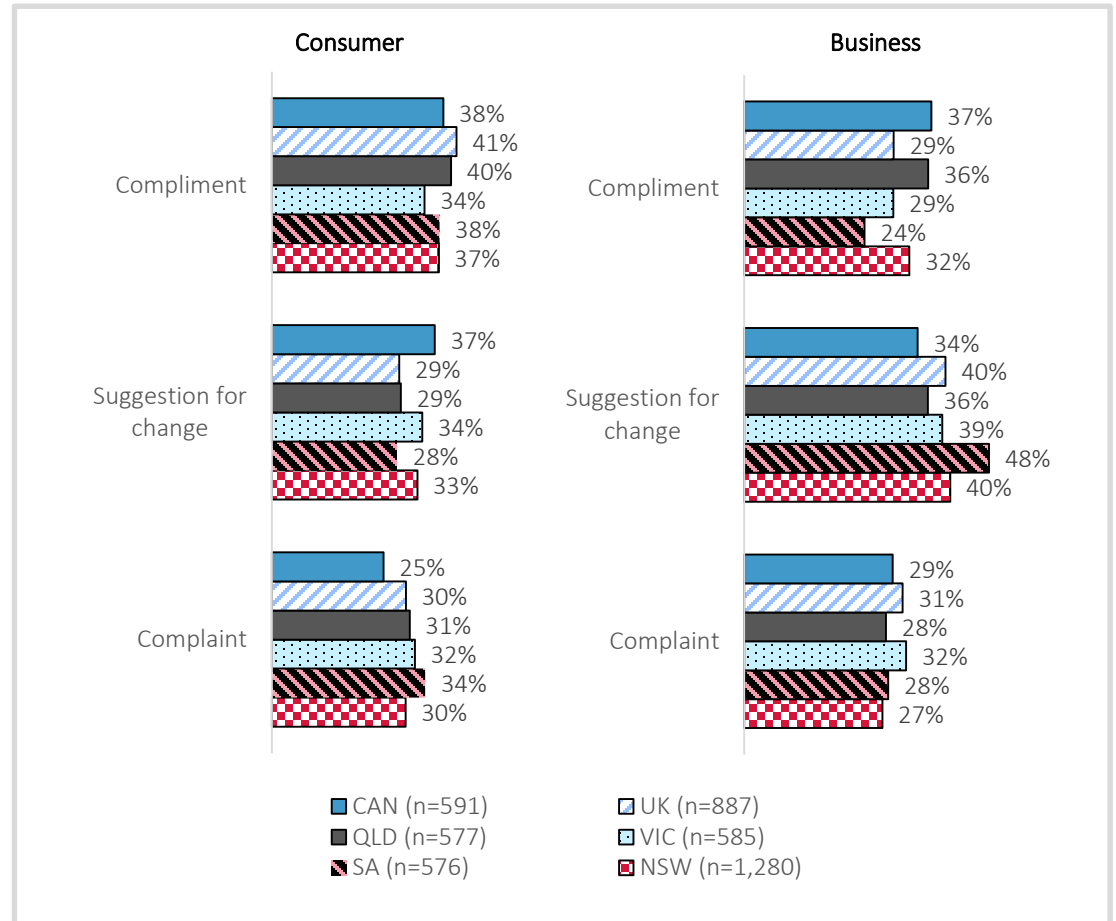 Consumer
Compliment
38%
41%
40%
34%
38%
37%
Suggestion for
change
37%
29%
29%
34%
28%
33%
Complaint
25%
30%
31%
32%
34%
30%
Business
Compliment
37%
29%
36%
29%
24%
32%
Suggestion for
change
34%
40%
36%
39%
48%
40%
Complaint
29%
31%
28%
32%
28%
27%
CAN (n=591)
UK (n=887)
QLD (n=577)
VIC (n=585)
SA (n=576)
NSW (n=1,280)